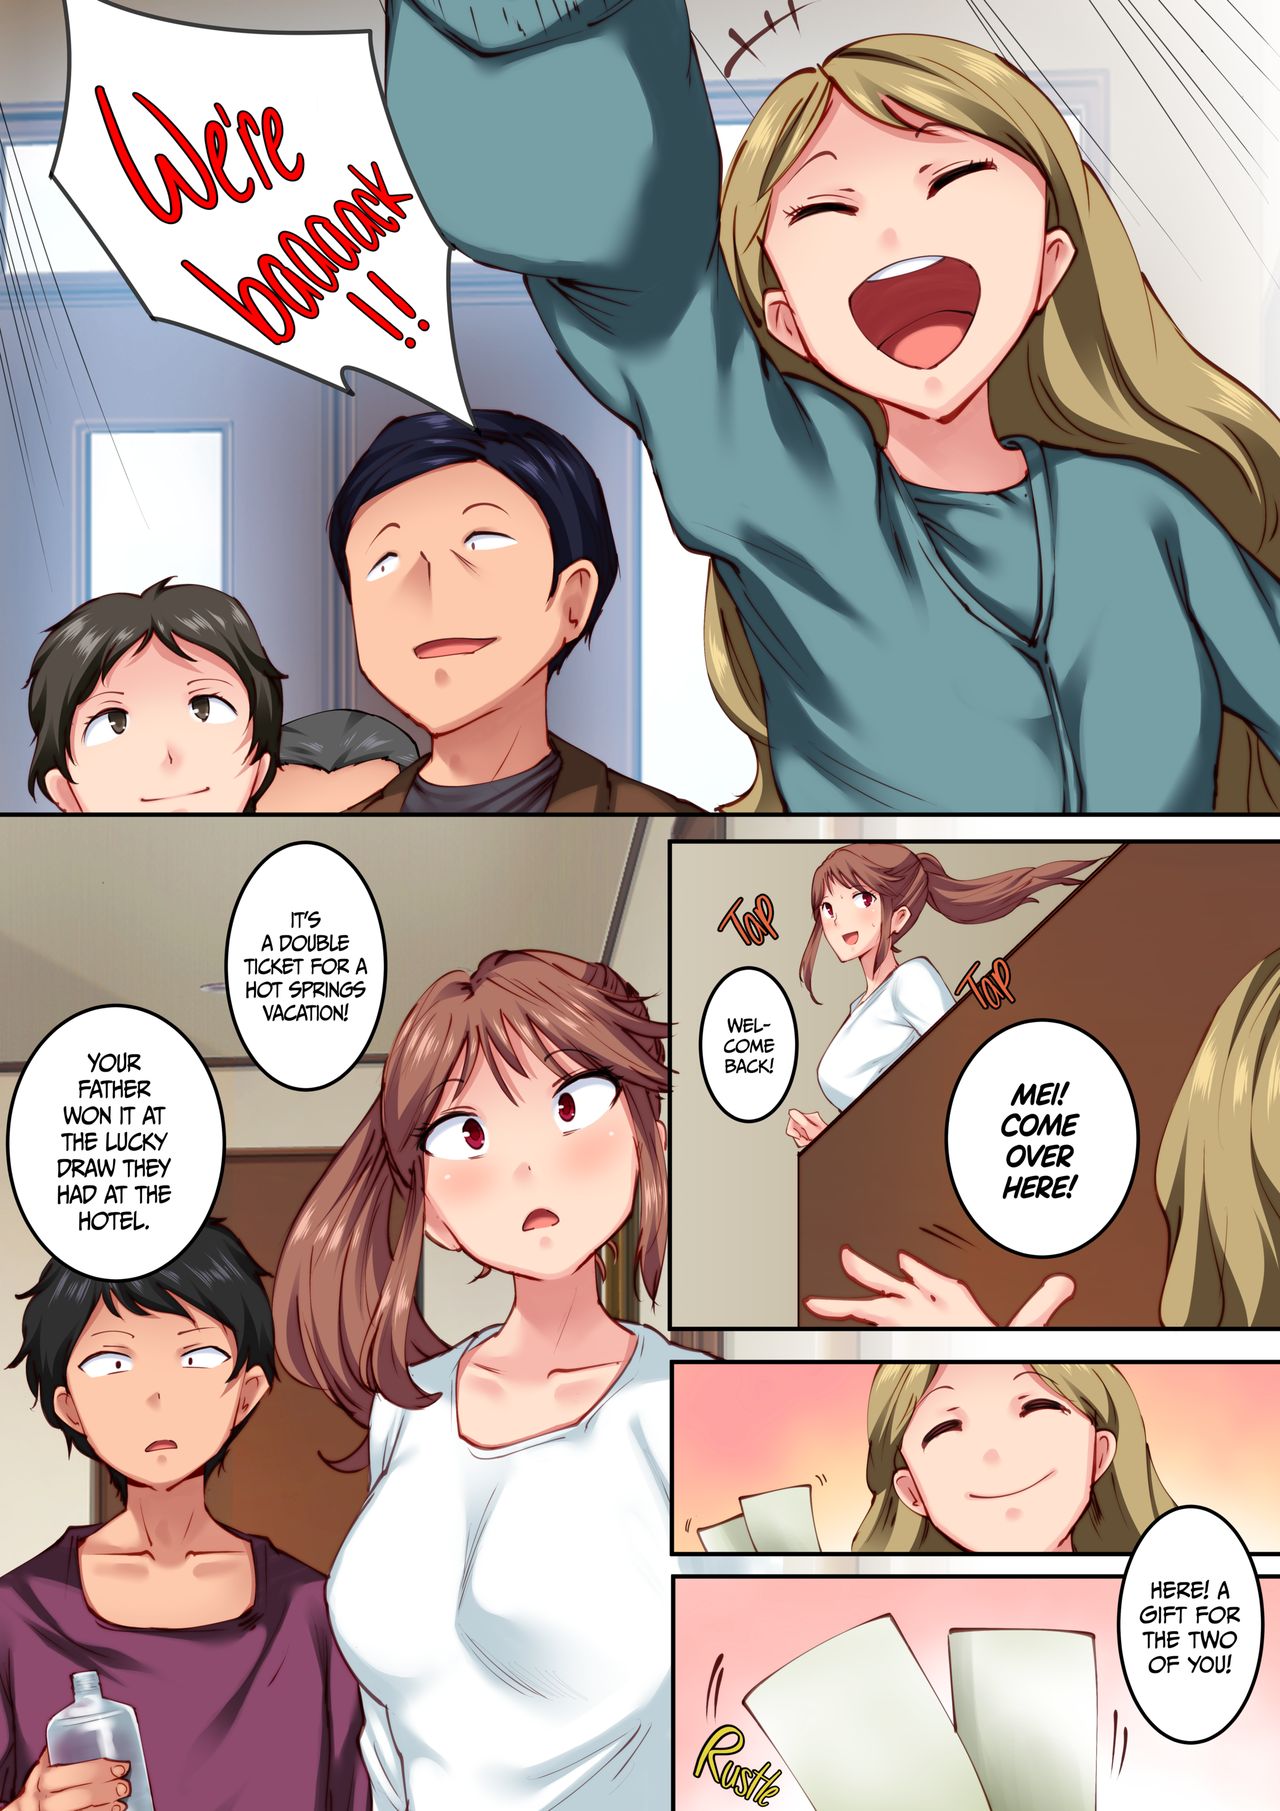 We're
baaaack
!!
TAP
WEL-
COME
BACK!
TAP
MEI!
COME
OVER
HERE!
HERE! A
GIFT FOR
THE TWO
OF YOU!
RUSTLE
IT'S
A DOUBLE
TICKET FOR A
HOT SPRINGS
VACATION!
YOUR
FATHER
WON IT AT
THE LUCKY
DRAW THEY
HAD AT THE
HOTEL.